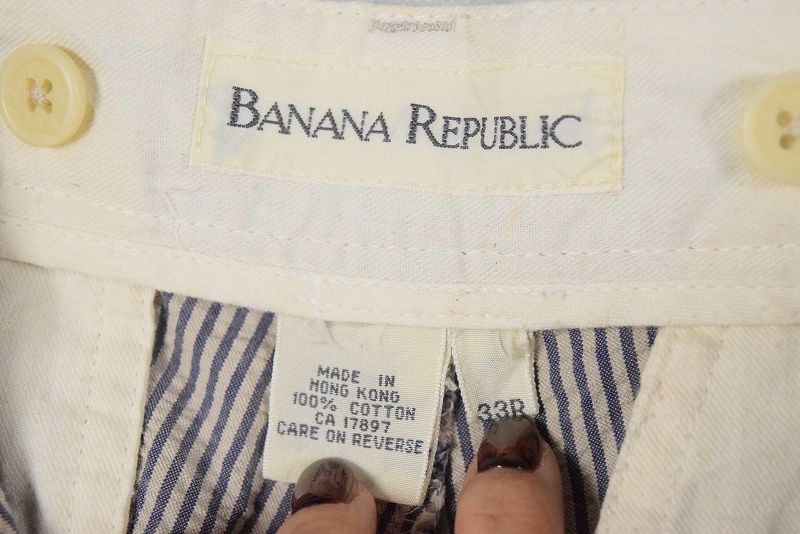 BANANA REPUBLIC
MADE IN
HONG KONG
100% COTTON
CA 17897
CARE ON REVERSE
33R